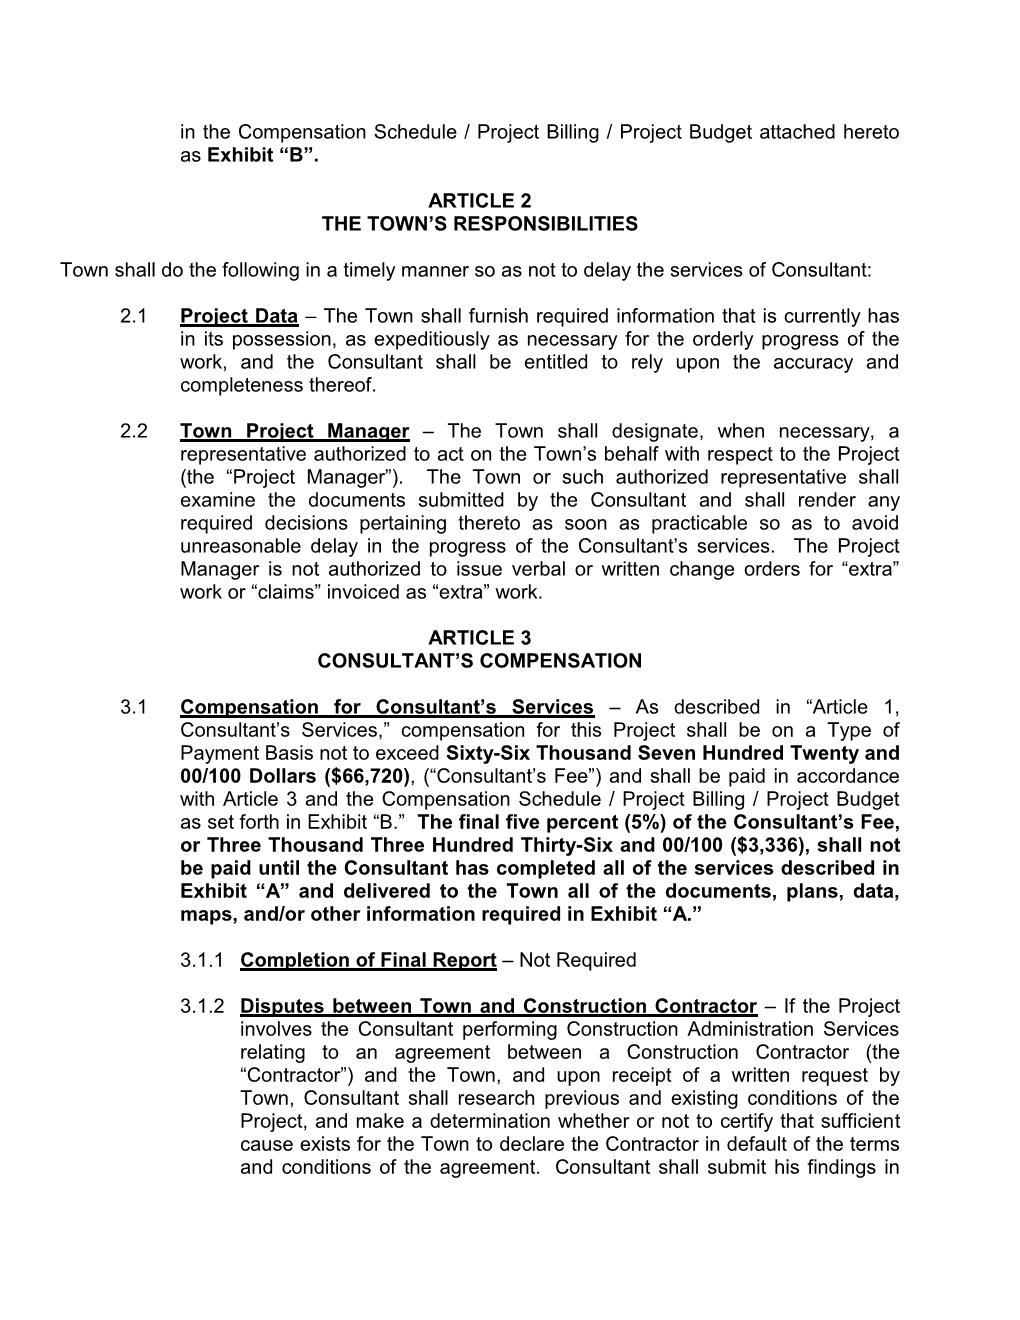 in the Compensation Schedule / Project Billing / Project Budget attached hereto
as Exhibit “B”.
ARTICLE 2
THE TOWN’S RESPONSIBILITIES
Town shall do the following in a timely manner so as not to delay the services of Consultant:
2.1 Project Data – The Town shall furnish required information that is currently has
in its possession, as expeditiously as necessary for the orderly progress of the
work, and the Consultant shall be entitled to rely upon the accuracy and
completeness thereof.
2.2 Town Project Manager – The Town shall designate, when necessary, a
representative authorized to act on the Town’s behalf with respect to the Project
(the “Project Manager”). The Town or such authorized representative shall
examine the documents submitted by the Consultant and shall render any
required decisions pertaining thereto as soon as practicable so as to avoid
unreasonable delay in the progress of the Consultant’s services. The Project
Manager is not authorized to issue verbal or written change orders for “extra”
work or “claims” invoiced as “extra” work.
ARTICLE 3
CONSULTANT’S COMPENSATION
3.1 Compensation for Consultant’s Services – As described in “Article 1,
Consultant’s Services,” compensation for this Project shall be on a Type of
Payment Basis not to exceed Sixty-Six Thousand Seven Hundred Twenty and
00/100 Dollars ($66,720), (“Consultant’s Fee”) and shall be paid in accordance
with Article 3 and the Compensation Schedule / Project Billing / Project Budget
as set forth in Exhibit “B.” The final five percent (5%) of the Consultant’s Fee,
or Three Thousand Three Hundred Thirty-Six and 00/100 ($3,336), shall not
be paid until the Consultant has completed all of the services described in
Exhibit “A” and delivered to the Town all of the documents, plans, data,
maps, and/or other information required in Exhibit “A.”
3.1.1 Completion of Final Report – Not Required
3.1.2 Disputes between Town and Construction Contractor – If the Project
involves the Consultant performing Construction Administration Services
relating to an agreement between a Construction Contractor (the
“Contractor”) and the Town, and upon receipt of a written request by
Town, Consultant shall research previous and existing conditions of the
Project, and make a determination whether or not to certify that sufficient
cause exists for the Town to declare the Contractor in default of the terms
and conditions of the agreement. Consultant shall submit his findings in